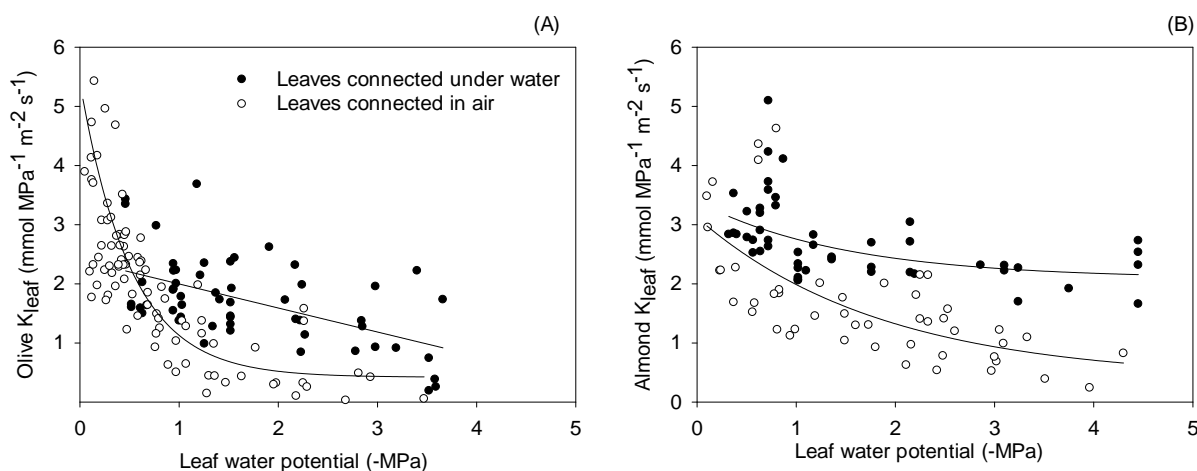 (A)
Olive K_leaf (mmol MPa⁻¹ m⁻² s⁻¹)
6
5
4
3
2
1
0
Leaves connected under water
Leaves connected in air
0 1 2 3 4 5
Leaf water potential (-MPa)
(B)
Almond K_leaf (mmol MPa⁻¹ m⁻² s⁻¹)
6
5
4
3
2
1
0
0 1 2 3 4 5
Leaf water potential (-MPa)